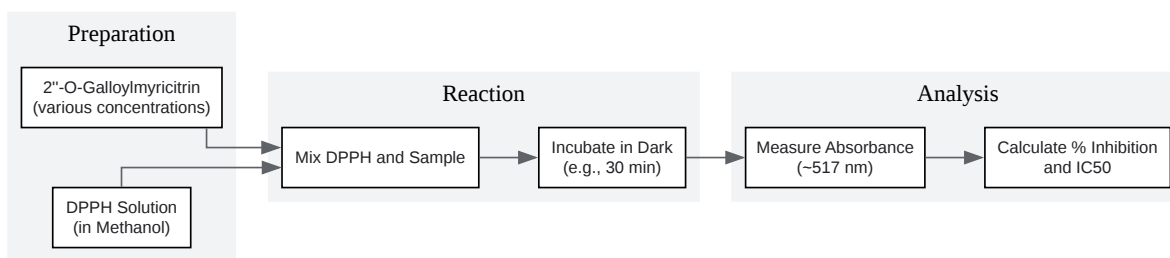 Preparation
2"-O-Galloylmyricitrin
(various concentrations)
DPPH Solution
(in Methanol)
Reaction
Mix DPPH and Sample
Incubate in Dark
(e.g., 30 min)
Analysis
Measure Absorbance
(~517 nm)
Calculate % Inhibition
and IC50